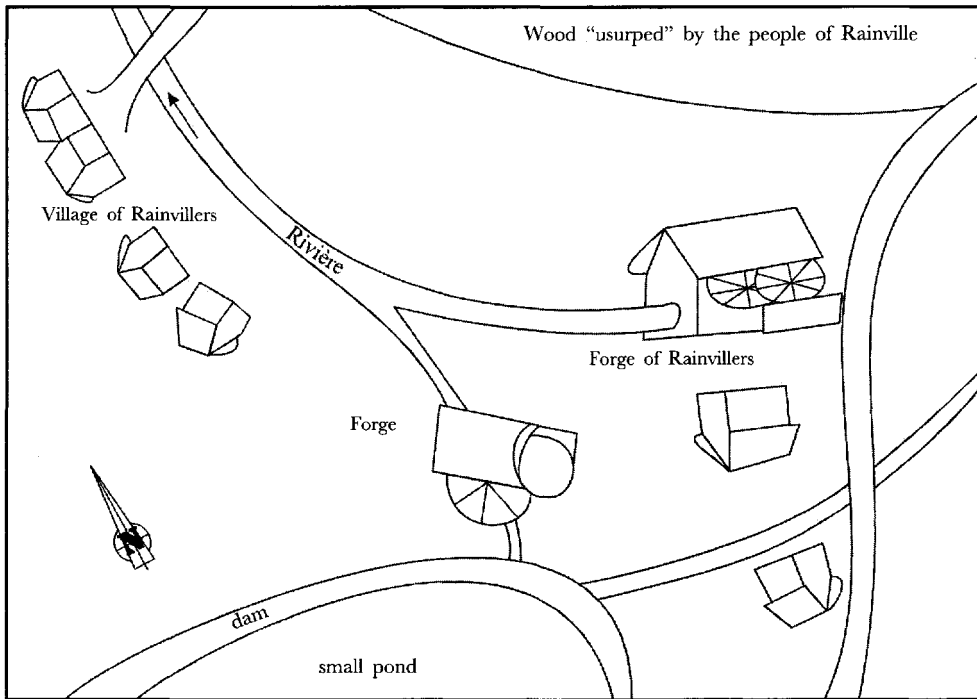 Wood “usurped” by the people of Rainville
Village of Rainvillers
Rivière
Forge of Rainvillers
Forge
N
dam
small pond